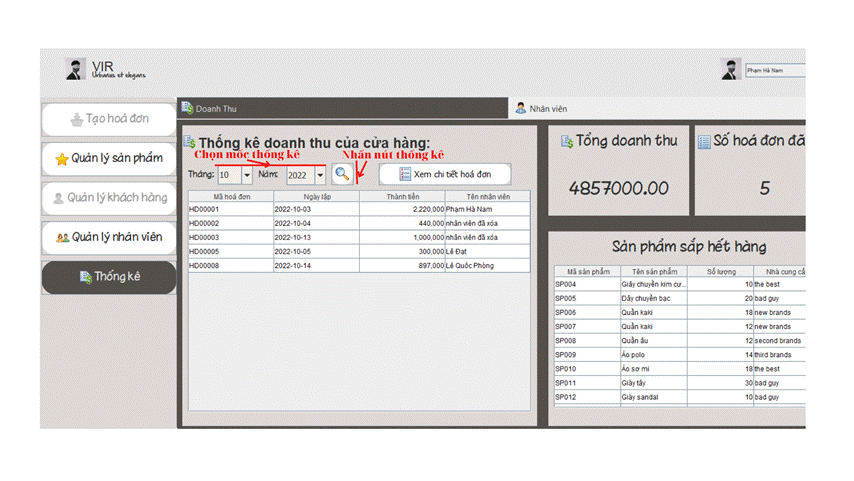 VIR
Urbanus et elegans
Phạm Hà Nam
Tạo hoá đơn
Quản lý sản phẩm
Quản lý khách hàng
Quản lý nhân viên
Thống kê
Doanh Thu
Nhân viên
Thống kê doanh thu của cửa hàng:
Chọn mốc thống kê
Nhấn nút thống kê
Tháng: 10 Năm: 2022 Xem chi tiết hoá đơn
Mã hoá đơn Ngày lập Thành tiền Tên nhân viên
HD00001 2022-10-03 2,220,000 Phạm Hà Nam
HD00002 2022-10-04 440,000 nhân viên đã xóa
HD00003 2022-10-13 1,000,000 nhân viên đã xóa
HD00005 2022-10-05 300,000 Lê Đạt
HD00008 2022-10-14 897,000 Lê Quốc Phòng
Tổng doanh thu
4857000.00
Số hoá đơn đã
5
Sản phẩm sắp hết hàng
Mã sản phẩm Tên sản phẩm Số lượng Nhà cung cấ
SP004 Giây chuyền kim cư... 10 the best
SP005 Dây chuyền bạc 20 bad guy
SP006 Quần kaki 18 new brands
SP007 Quần kaki 12 new brands
SP008 Quần âu 12 second brands
SP009 Áo polo 14 third brands
SP010 Áo sơ mi 18 the best
SP011 Giày tây 30 bad guy
SP012 Giày sandal 10 bad guy